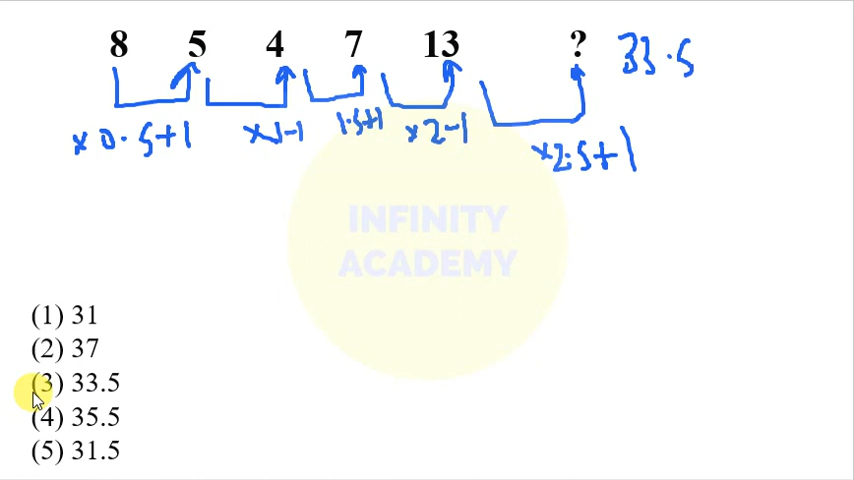 8 5 4 7 13 ? 33.5
×0.5+1 ×1-1 1.5+1 ×2-1 ×2.5+1
INFINITY
ACADEMY
(1) 31
(2) 37
(3) 33.5
(4) 35.5
(5) 31.5